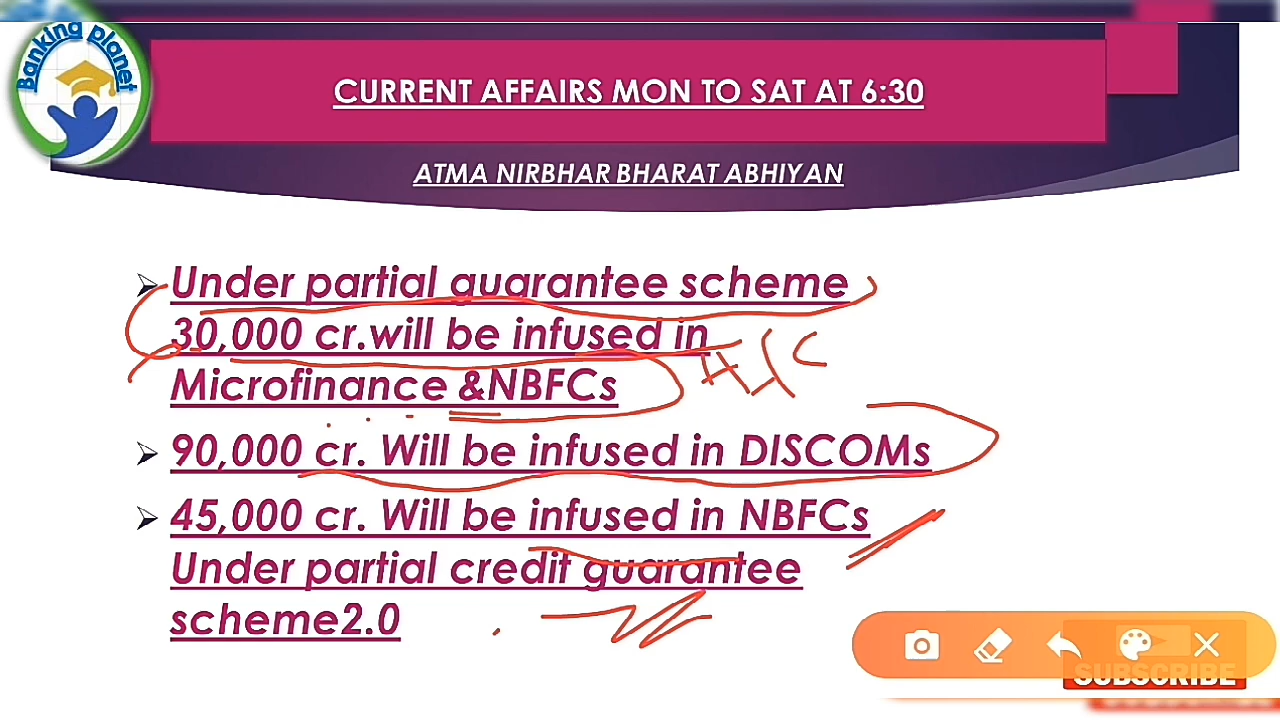 Banking planet
CURRENT AFFAIRS MON TO SAT AT 6:30
ATMA NIRBHAR BHARAT ABHIYAN
Under partial guarantee scheme
30,000 cr.will be infused in
Microfinance &NBFCs
90,000 cr. Will be infused in DISCOMs
45,000 cr. Will be infused in NBFCs
Under partial credit guarantee
scheme2.0
SUBSCRIBE